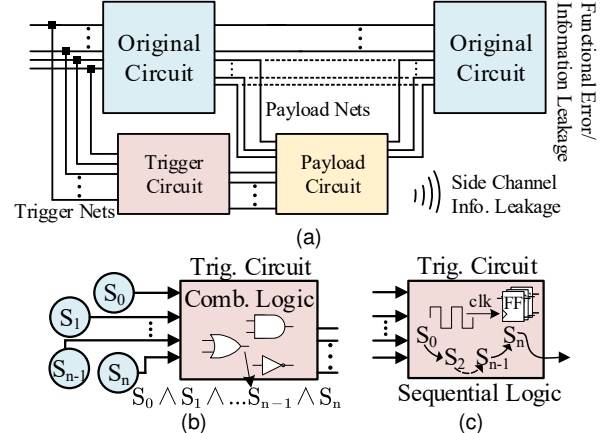 Original
Circuit
Original
Circuit
Functional Error/
Infomation Leakage
Payload Nets
Trigger
Circuit
Payload
Circuit
Trigger Nets
Side Channel
Info. Leakage
(a)
Trig. Circuit
Comb. Logic
S0
S1
Sn-1
Sn
S0 ∧ S1 ∧ ...Sn-1 ∧ Sn
(b)
Trig. Circuit
clk
FF
S0
S2
Sn-1
Sn
Sequential Logic
(c)